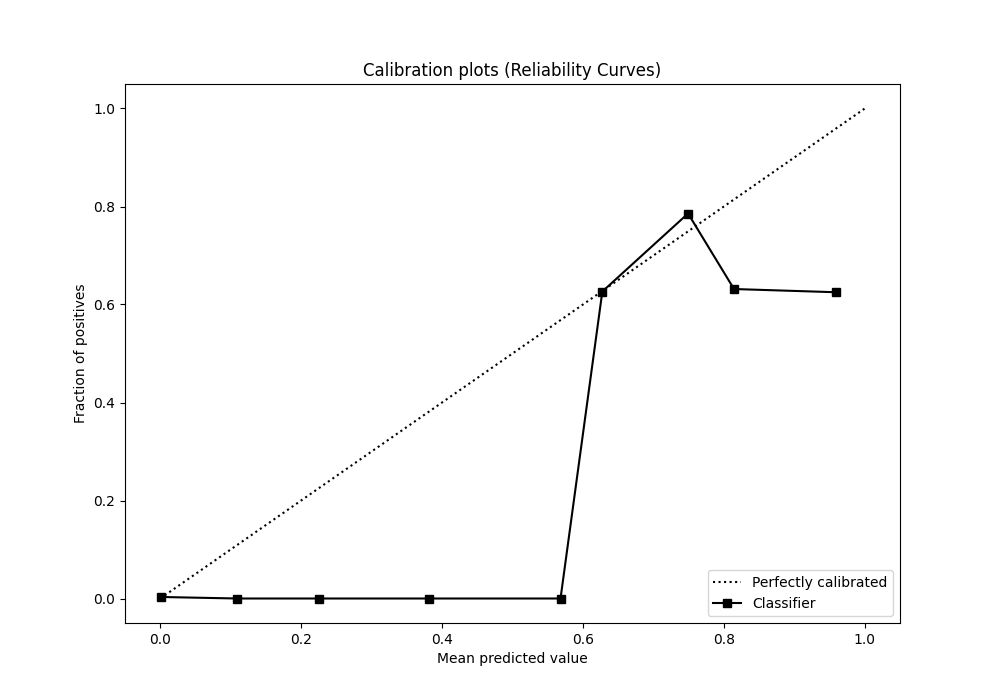 Calibration plots (Reliability Curves)
1.0
0.8
0.6
0.4
0.2
0.0
Fraction of positives
0.0 0.2 0.4 0.6 0.8 1.0
Mean predicted value
Perfectly calibrated
Classifier